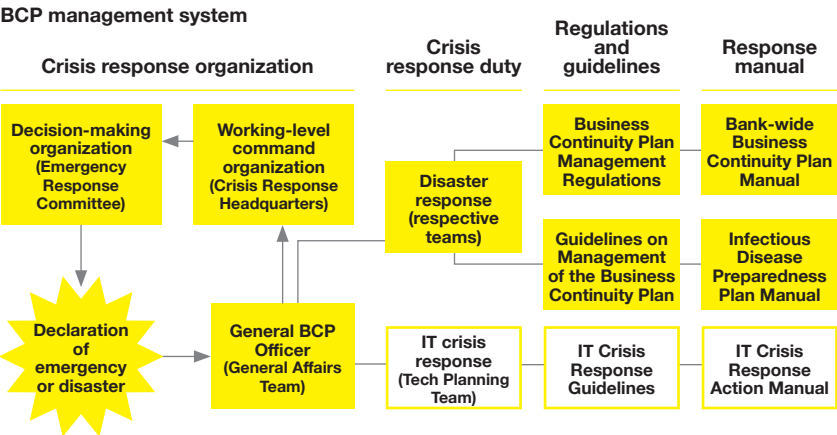 BCP management system
Crisis response organization
Crisis
response duty
Regulations
and
guidelines
Response
manual
Decision-making
organization
(Emergency
Response
Committee)
Working-level
command
organization
(Crisis Response
Headquarters)
Disaster
response
(respective
teams)
Business
Continuity Plan
Management
Regulations
Bank-wide
Business
Continuity Plan
Manual
Guidelines on
Management
of the Business
Continuity Plan
Infectious
Disease
Preparedness
Plan Manual
Declaration
of
emergency
or disaster
General BCP
Officer
(General Affairs
Team)
IT crisis
response
(Tech Planning
Team)
IT Crisis
Response
Guidelines
IT Crisis
Response
Action Manual